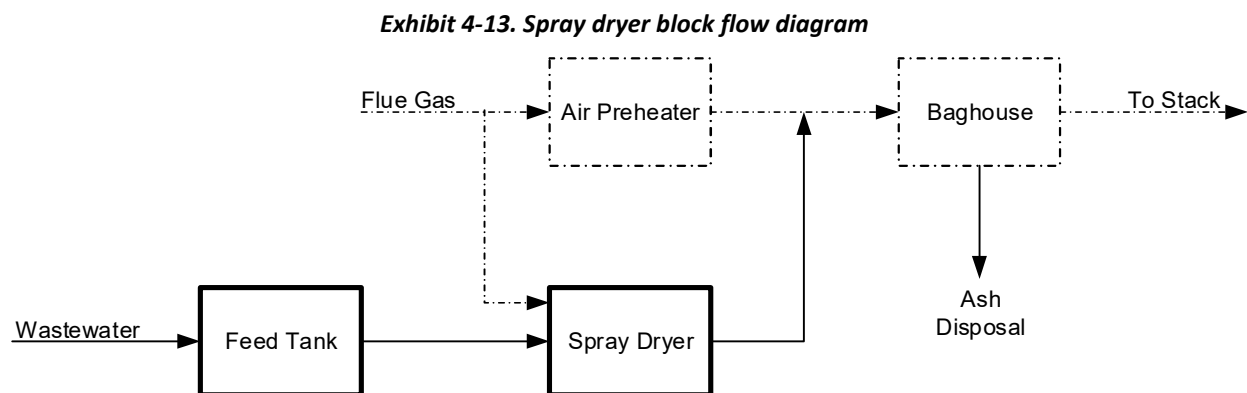 Exhibit 4-13. Spray dryer block flow diagram
Flue Gas
Air Preheater
Baghouse
To Stack
Wastewater
Feed Tank
Spray Dryer
Ash
Disposal